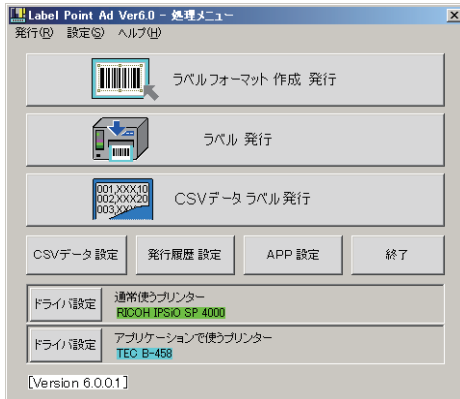 Label Point Ad Ver6.0 - 処理メニュー
発行(R) 設定(S) ヘルプ(H)
ラベルフォーマット 作成 発行
ラベル 発行
001,XXX10
002,XXX20
003,XXX
CSVデータ ラベル 発行
CSVデータ 設定 発行履歴 設定 APP 設定 終了
ドライバ設定 通常使うプリンター
RICOH IPSiO SP 4000
ドライバ設定 アプリケーションで使うプリンター
TEC B-458
[Version 6.0.0.1]